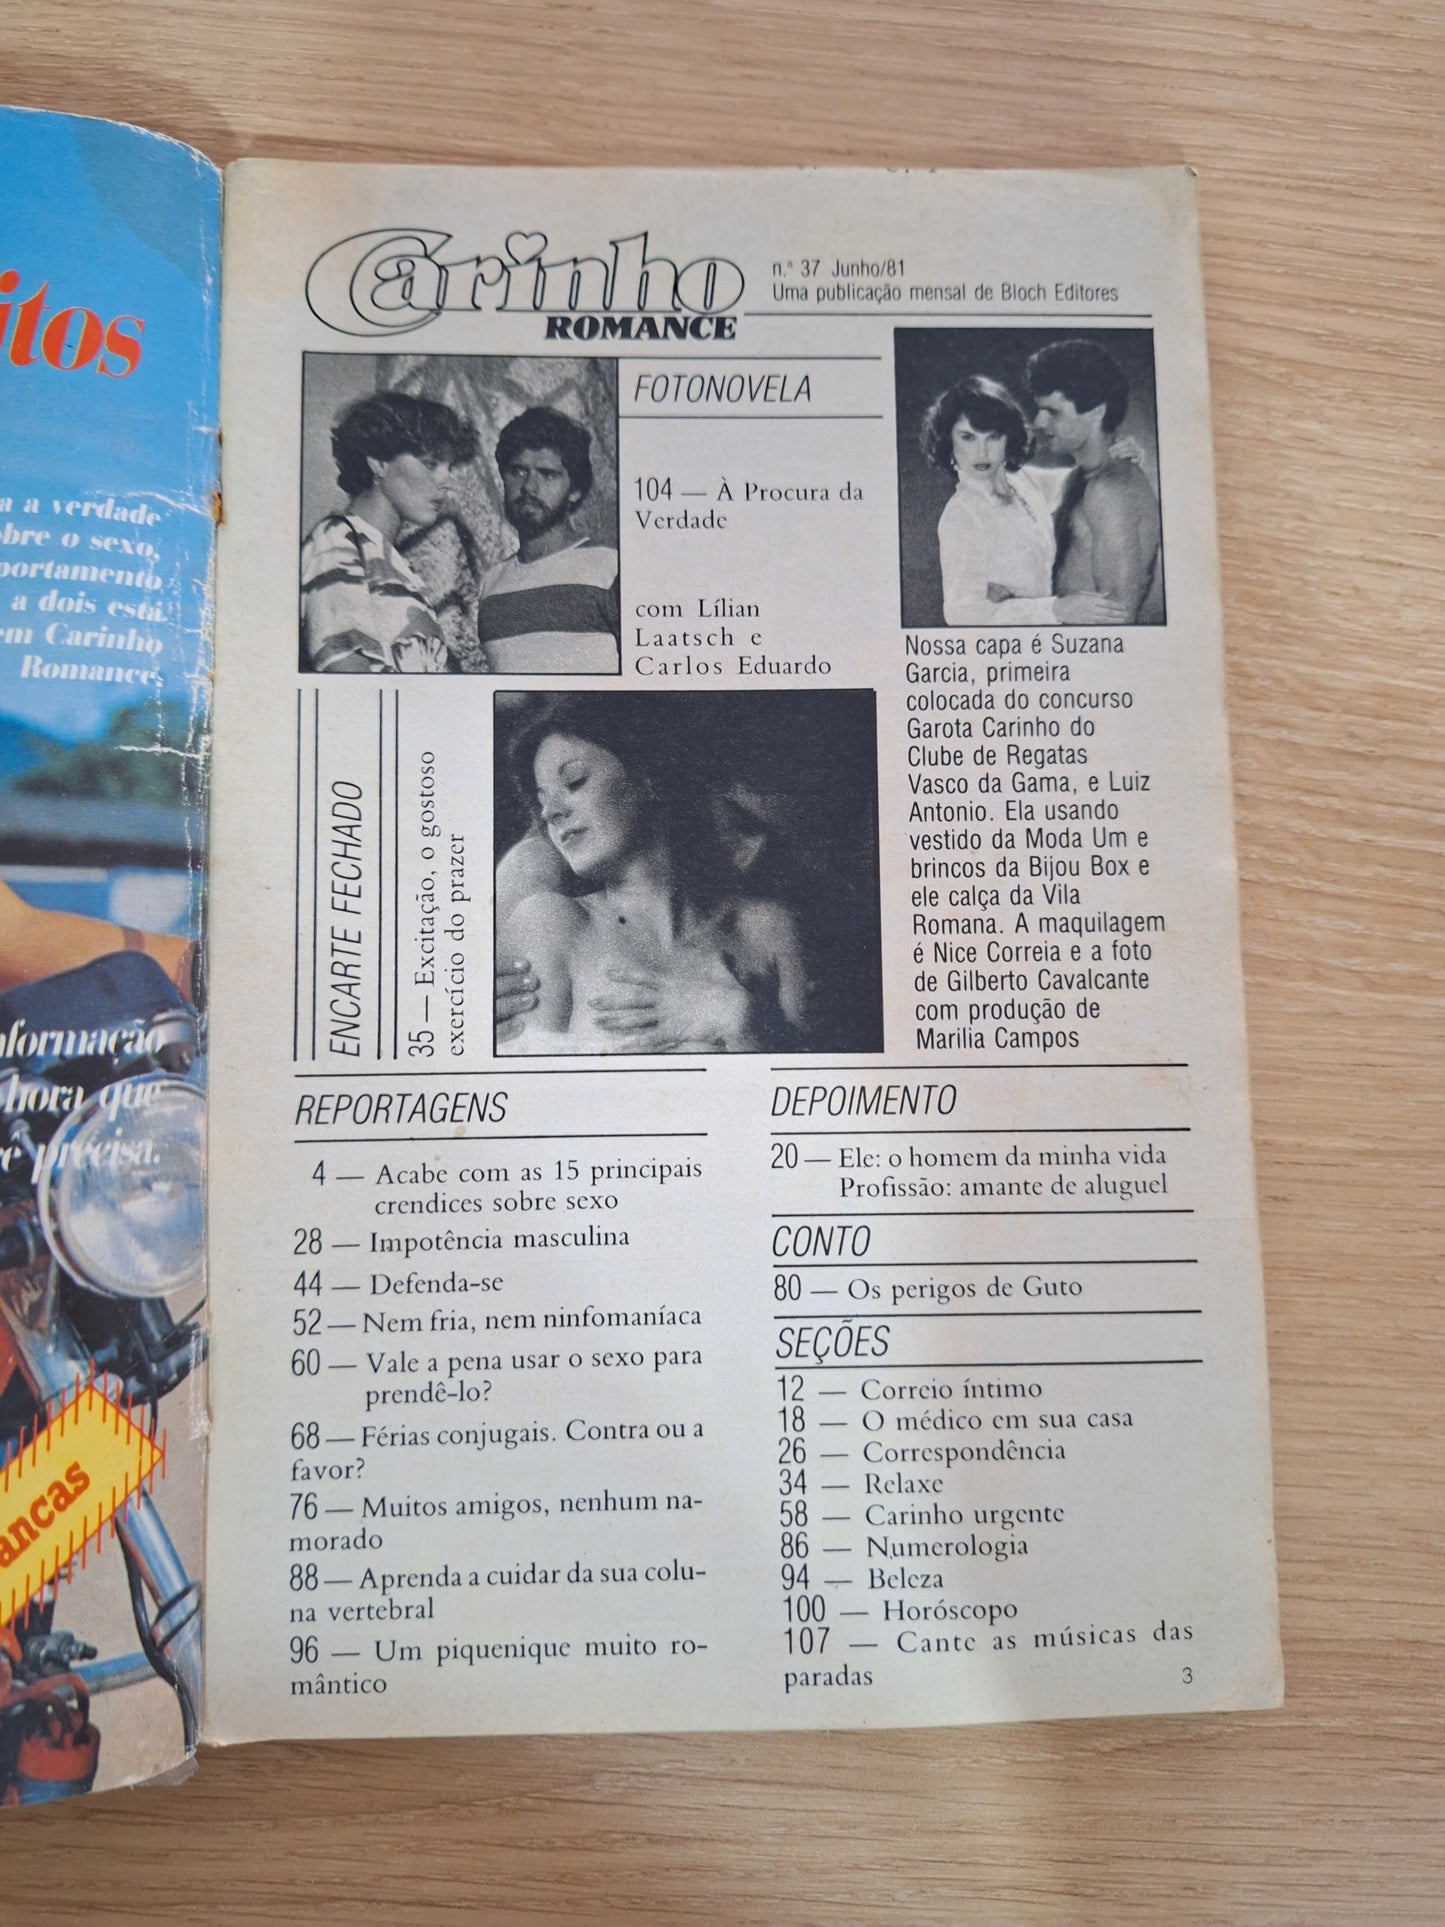 itos
a a verdade
bre o sexo,
portamento
a dois está
em Carinho
Romance.
nformação
hora que
é precisa.
ancas
Carinho
ROMANCE
n.º 37 Junho/81
Uma publicação mensal de Bloch Editores
FOTONOVELA
104 — À Procura da
Verdade
com Lílian
Laatsch e
Carlos Eduardo
Nossa capa é Suzana
Garcia, primeira
colocada do concurso
Garota Carinho do
Clube de Regatas
Vasco da Gama, e Luiz
Antonio. Ela usando
vestido da Moda Um e
brincos da Bijou Box e
ele calça da Vila
Romana. A maquilagem
é Nice Correia e a foto
de Gilberto Cavalcante
com produção de
Marilia Campos
ENCARTE FECHADO
35 — Excitação, o gostoso
exercício do prazer
REPORTAGENS
4 — Acabe com as 15 principais
crendices sobre sexo
28 — Impotência masculina
44 — Defenda-se
52 — Nem fria, nem ninfomaníaca
60 — Vale a pena usar o sexo para
prendê-lo?
68 — Férias conjugais. Contra ou a
favor?
76 — Muitos amigos, nenhum na-
morado
88 — Aprenda a cuidar da sua colu-
na vertebral
96 — Um piquenique muito ro-
mântico
DEPOIMENTO
20 — Ele: o homem da minha vida
Profissão: amante de aluguel
CONTO
80 — Os perigos de Guto
SEÇÕES
12 — Correio íntimo
18 — O médico em sua casa
26 — Correspondência
34 — Relaxe
58 — Carinho urgente
86 — Numerologia
94 — Beleza
100 — Horóscopo
107 — Cante as músicas das
paradas
3